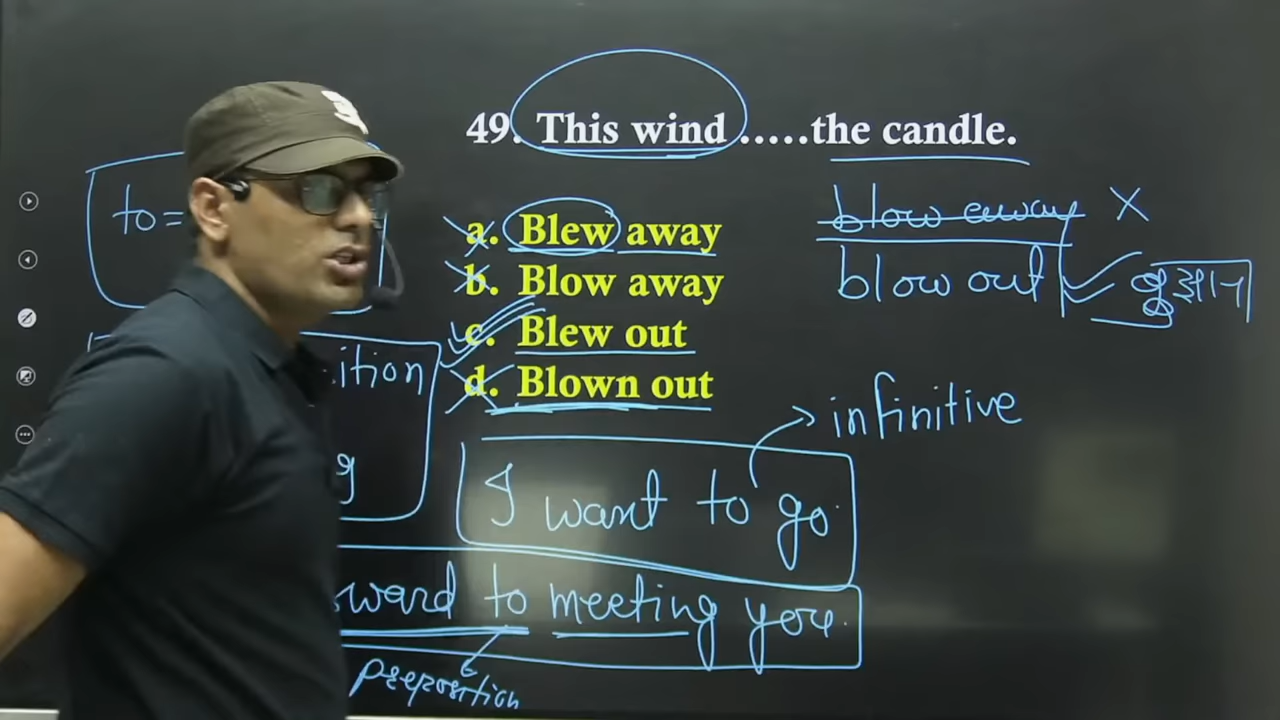 49. This wind .....the candle.
to =
blow away ×
a. Blew away
blow out
b. Blow away
c. Blew out
ition
d. Blown out
infinitive
g
I want to go
ward to meeting you.
preposition